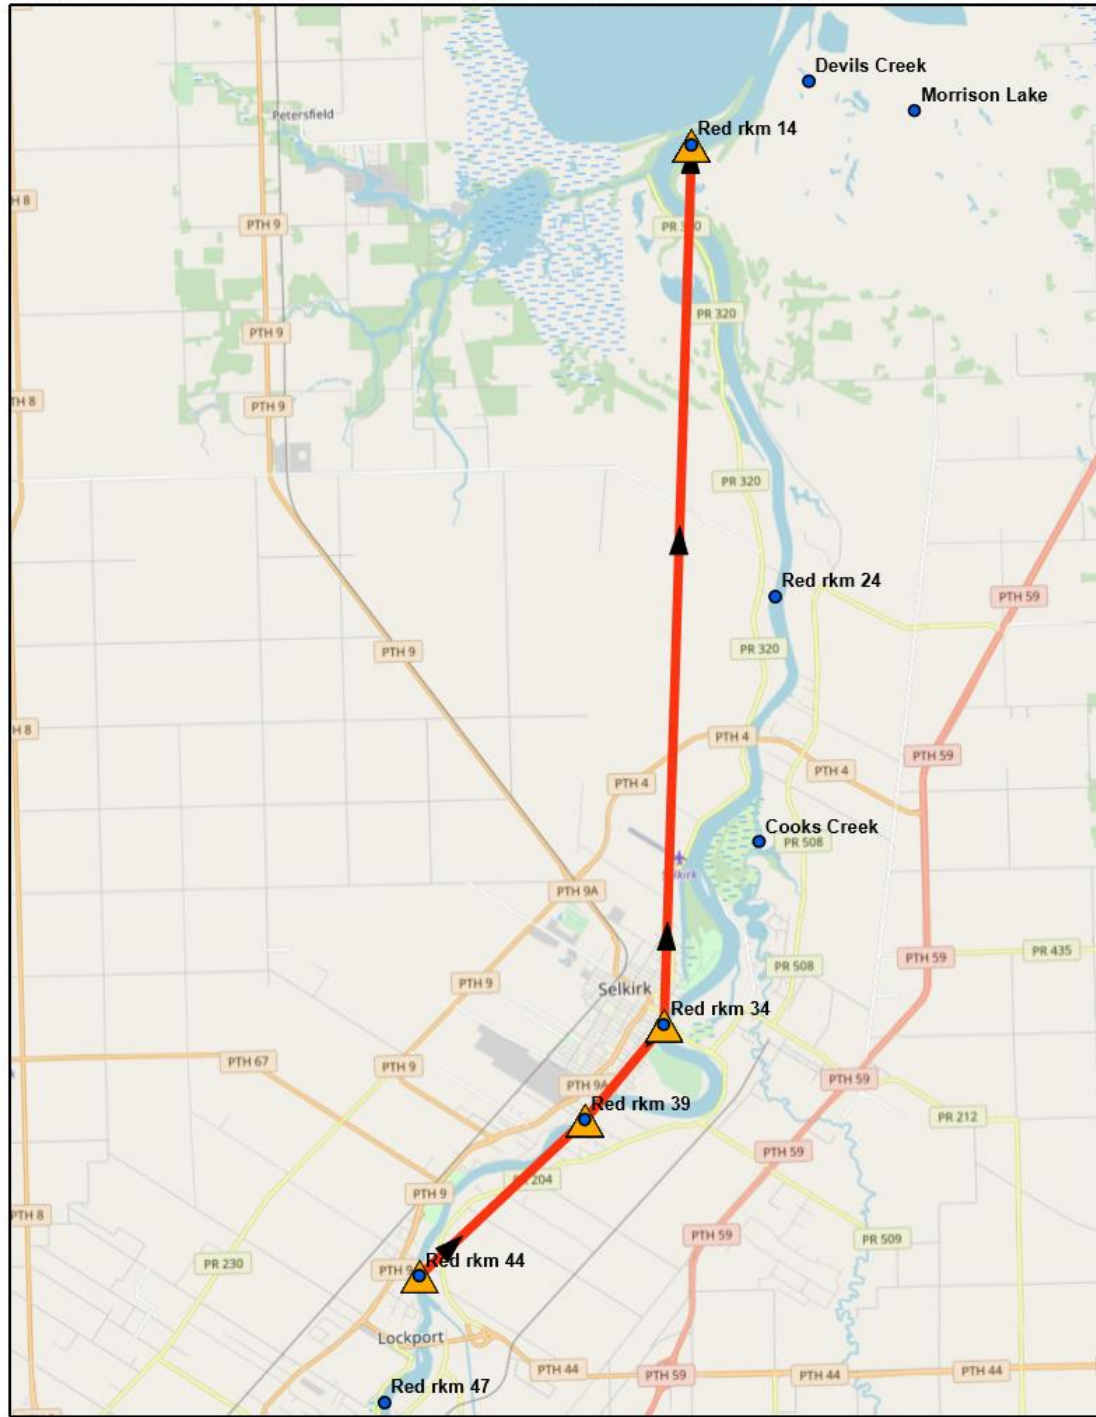 Devils Creek
Morrison Lake
Petersfield
Red rkm 14
H 8
PTH 9
PR 320
PR 320
PTH 9
TH 8
PTH 9
PR 320
Red rkm 24
PTH 59
PTH 9
PR 320
H 8
PTH 4
PTH 59
PTH 4
PTH 4
Cooks Creek
PR 508
Selkirk
PTH 9A
PR 435
PTH 59
PR 508
PTH 9
Selkirk
Red rkm 34
PTH 67
PTH 9
PTH 59
PTH 9A
Red rkm 39
PR 212
PTH 59
PR 204
PTH 9
PTH 8
PTH 59
PR 509
PR 230
PTH 9
Red rkm 44
Lockport
PTH 44
PTH 59
PTH 44
PTH 44
Red rkm 47